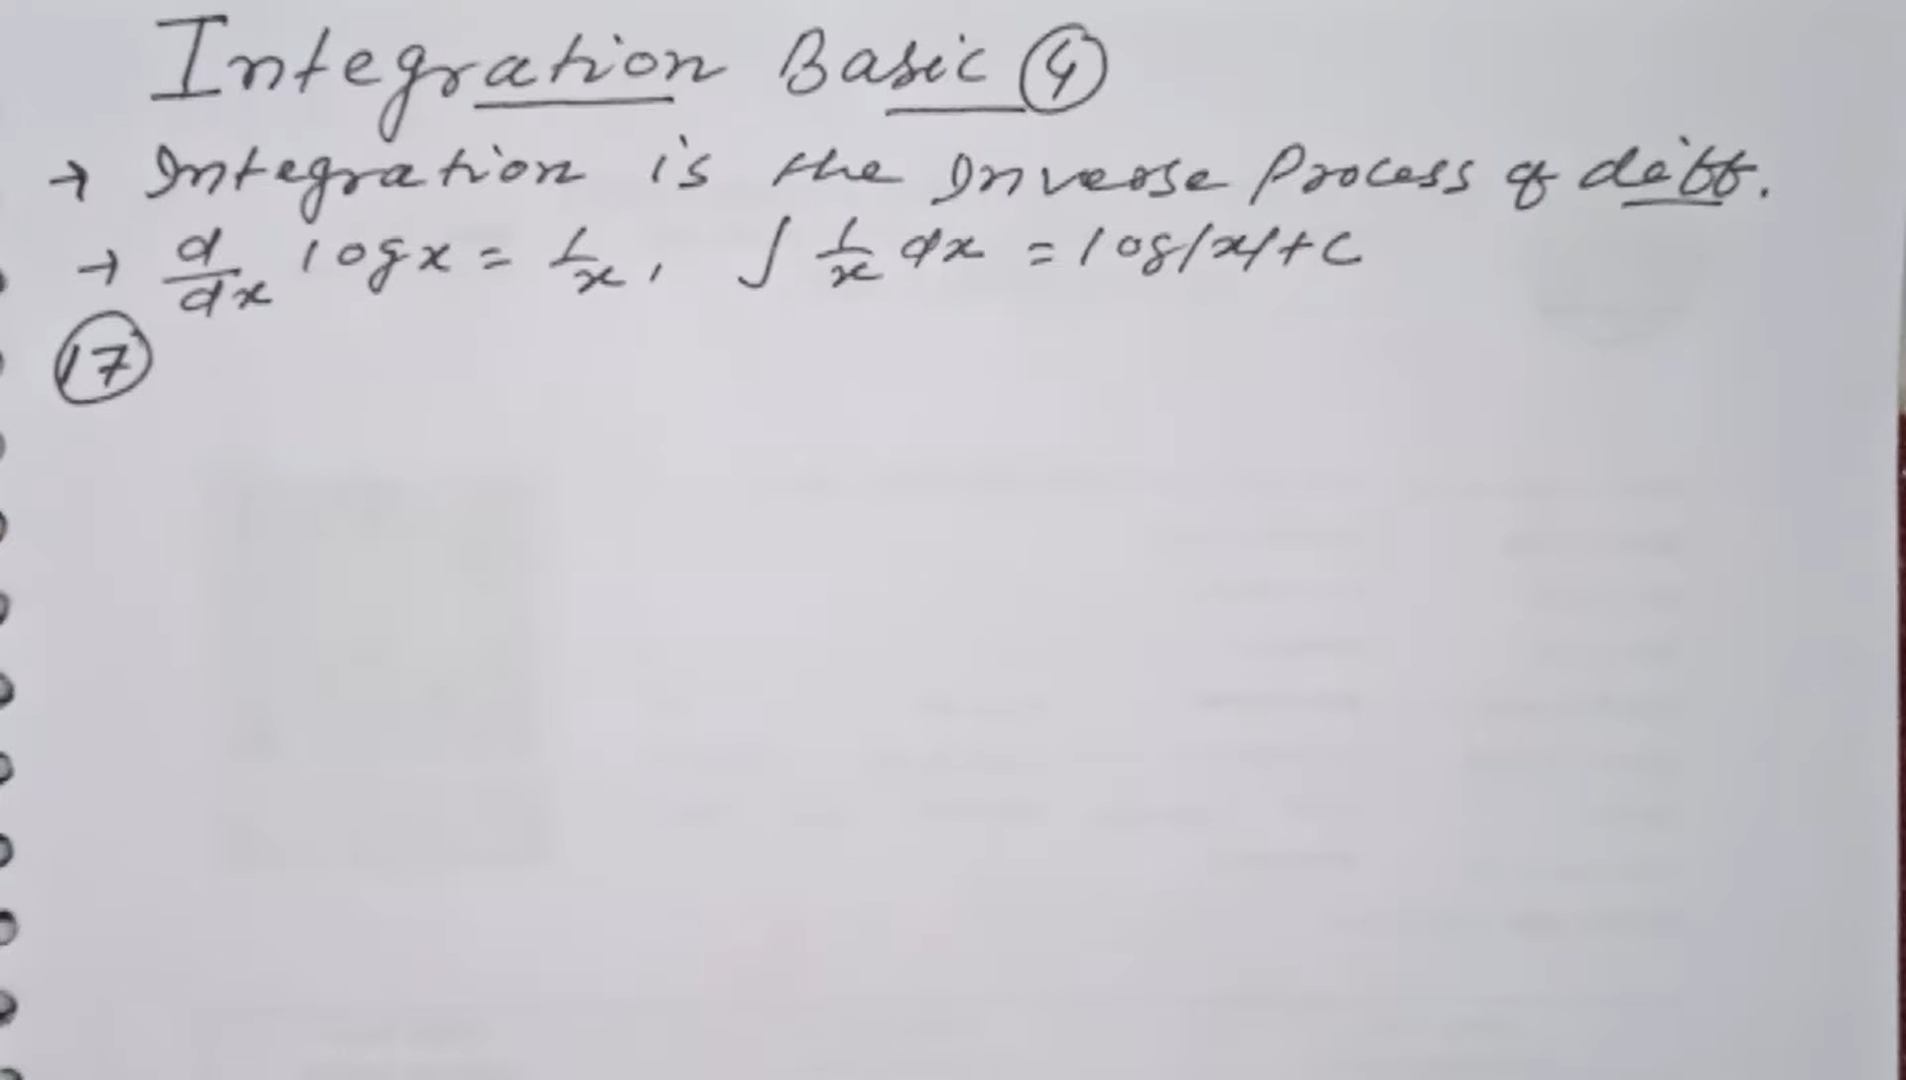 Integration Basic ④
→ Integration is the Inverse Process of diff.
→ d/dx log x = 1/x, ∫ 1/x dx = log|x| + c
⑰